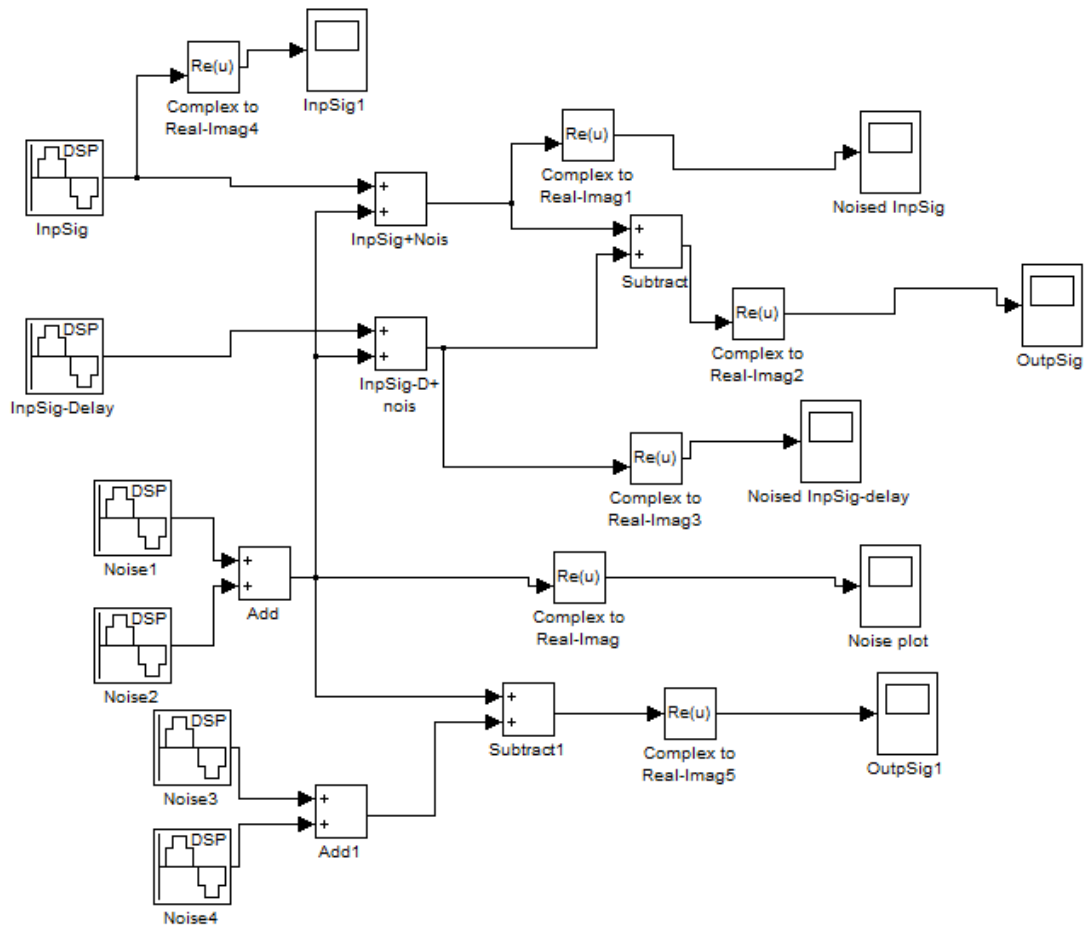 Re(u)
Complex to
Real-Imag4
InpSig1
DSP
InpSig
+
+
InpSig+Nois
Re(u)
Complex to
Real-Imag1
Noised InpSig
+
+
Subtract
Re(u)
Complex to
Real-Imag2
OutpSig
DSP
InpSig-Delay
+
+
InpSig-D+
nois
Re(u)
Complex to
Real-Imag3
Noised InpSig-delay
DSP
Noise1
DSP
Noise2
+
+
Add
Re(u)
Complex to
Real-Imag
Noise plot
+
+
Subtract1
Re(u)
Complex to
Real-Imag5
OutpSig1
DSP
Noise3
DSP
Noise4
+
+
Add1